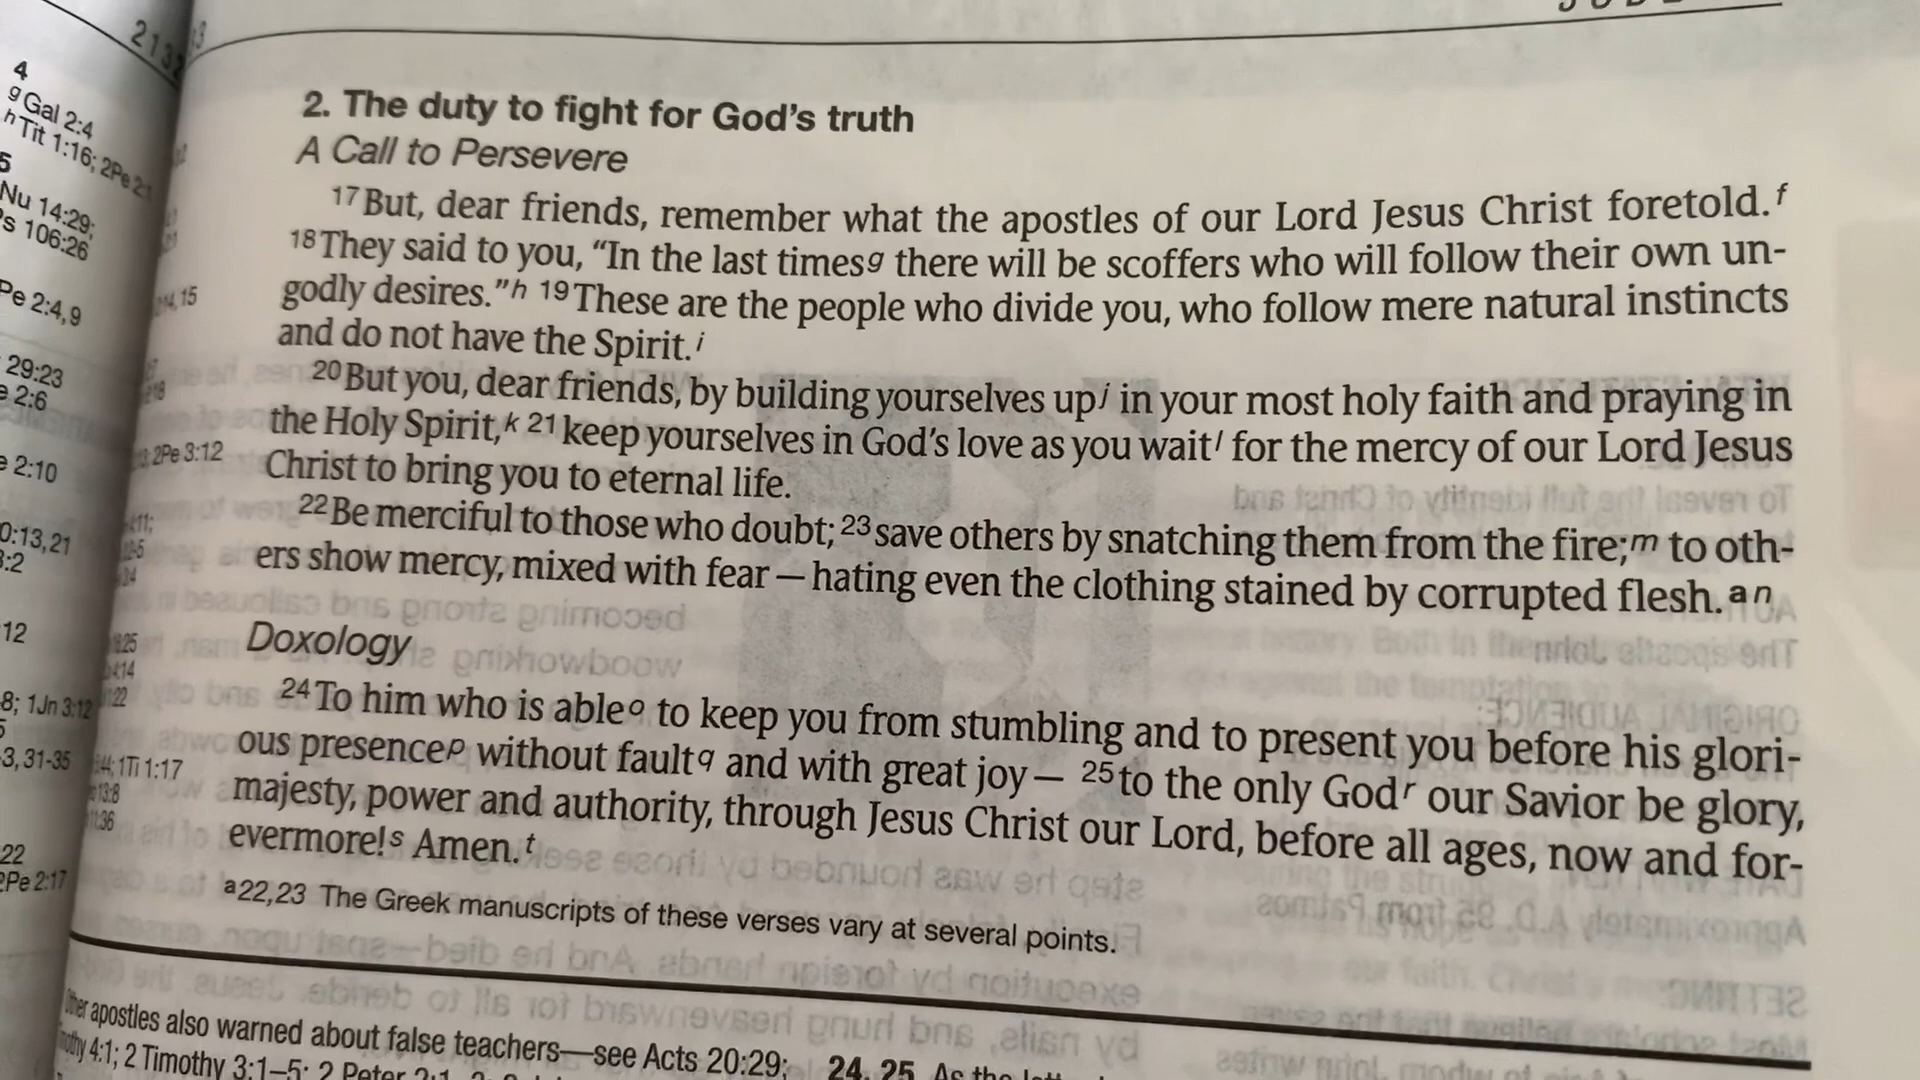 2132
4
g Gal 2:4
h Tit 1:16; 2Pe 2:1
5
Nu 14:29;
Ps 106:26
Pe 2:4,9
29:23
2:6
2:10
0:13,21
12
8; 1Jn 3:12
3, 31-35
22
2Pe 2:17
14, 15
2Pe 3:12
1Ti 1:17
2. The duty to fight for God's truth
A Call to Persevere
17 But, dear friends, remember what the apostles of our Lord Jesus Christ foretold. f
18 They said to you, “In the last times g there will be scoffers who will follow their own un-
godly desires.” h 19 These are the people who divide you, who follow mere natural instincts
and do not have the Spirit. i
20 But you, dear friends, by building yourselves up j in your most holy faith and praying in
the Holy Spirit, k 21 keep yourselves in God's love as you wait l for the mercy of our Lord Jesus
Christ to bring you to eternal life.
22 Be merciful to those who doubt; 23 save others by snatching them from the fire; m to oth-
ers show mercy, mixed with fear — hating even the clothing stained by corrupted flesh. a n
Doxology
24 To him who is able o to keep you from stumbling and to present you before his glori-
ous presence p without fault q and with great joy — 25 to the only God r our Savior be glory,
majesty, power and authority, through Jesus Christ our Lord, before all ages, now and for-
evermore! s Amen. t
a 22,23 The Greek manuscripts of these verses vary at several points.
apostles also warned about false teachers—see Acts 20:29;
4:1; 2 Timothy 3:1–5; 2 Peter
24, 25 As the